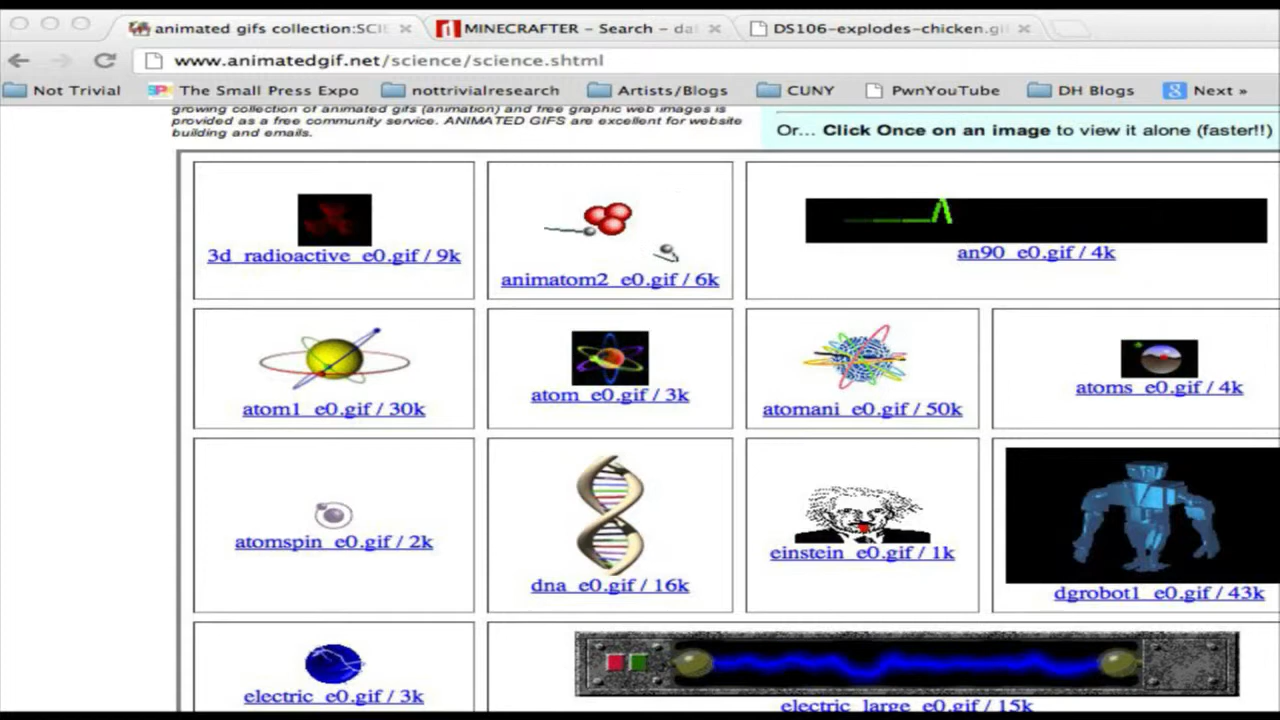 animated gifs collection:SCIE
MINECRAFTER - Search - da
DS106-explodes-chicken.gi
www.animatedgif.net/science/science.shtml
Not Trivial
The Small Press Expo
nottrivialresearch
Artists/Blogs
CUNY
PwnYouTube
DH Blogs
Next »
growing collection of animated gifs (animation) and free graphic web images is
provided as a free community service. ANIMATED GIFS are excellent for website
building and emails.
Or... Click Once on an image to view it alone (faster!!)
3d_radioactive_e0.gif / 9k
animatom2_e0.gif / 6k
an90_e0.gif / 4k
atom1_e0.gif / 30k
atom_e0.gif / 3k
atomani_e0.gif / 50k
atoms_e0.gif / 4k
atomspin_e0.gif / 2k
dna_e0.gif / 16k
einstein_e0.gif / 1k
dgrobot1_e0.gif / 43k
electric_e0.gif / 3k
electric_large_e0.gif / 15k